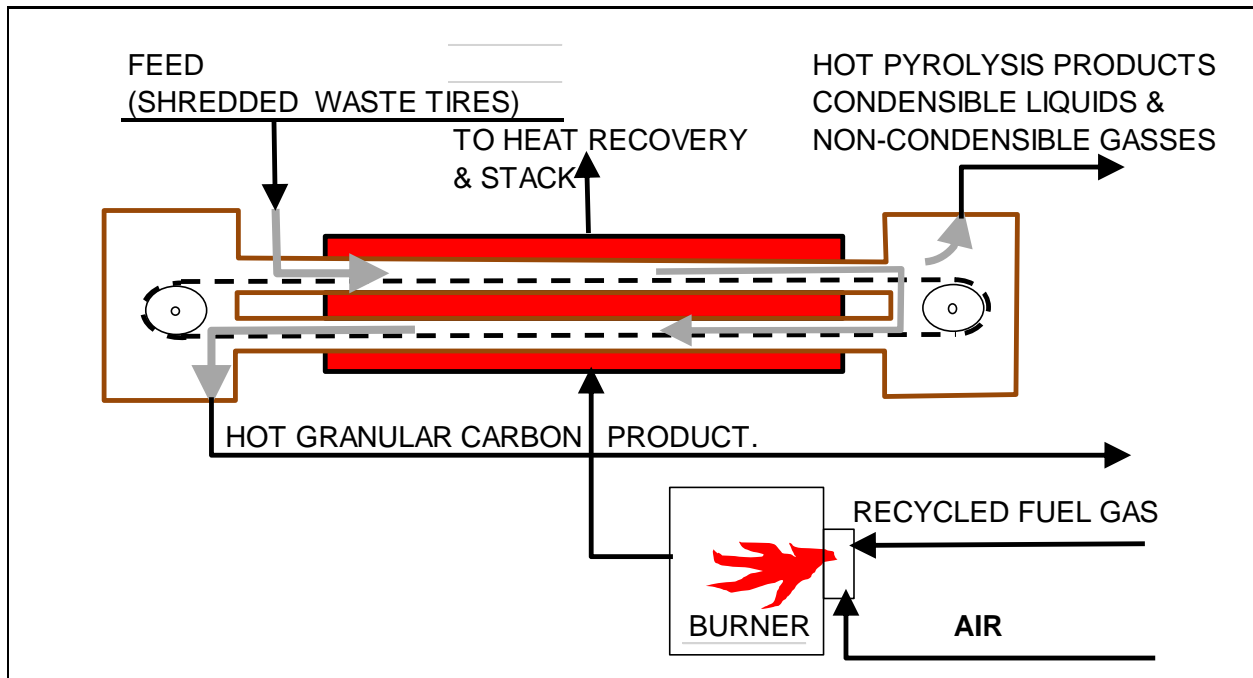 FEED
(SHREDDED WASTE TIRES)
TO HEAT RECOVERY
& STACK
HOT PYROLYSIS PRODUCTS
CONDENSIBLE LIQUIDS &
NON-CONDENSIBLE GASSES
HOT GRANULAR CARBON PRODUCT.
RECYCLED FUEL GAS
BURNER
AIR